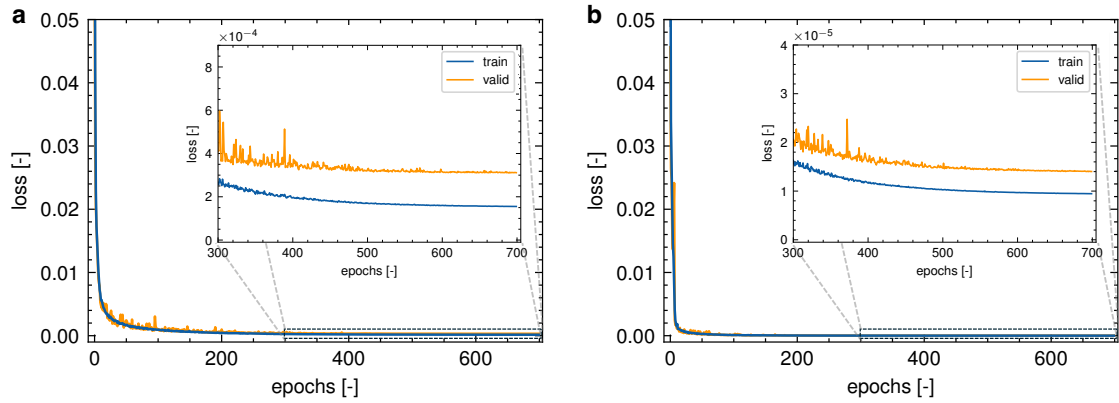 a
0.05
0.04
0.03
0.02
0.01
0.00
loss [-]
0 200 400 600
epochs [-]
×10⁻⁴
8
6
4
2
0
loss [-]
300 400 500 600 700
epochs [-]
train
valid
b
0.05
0.04
0.03
0.02
0.01
0.00
loss [-]
0 200 400 600
epochs [-]
×10⁻⁵
4
3
2
1
0
loss [-]
300 400 500 600 700
epochs [-]
train
valid